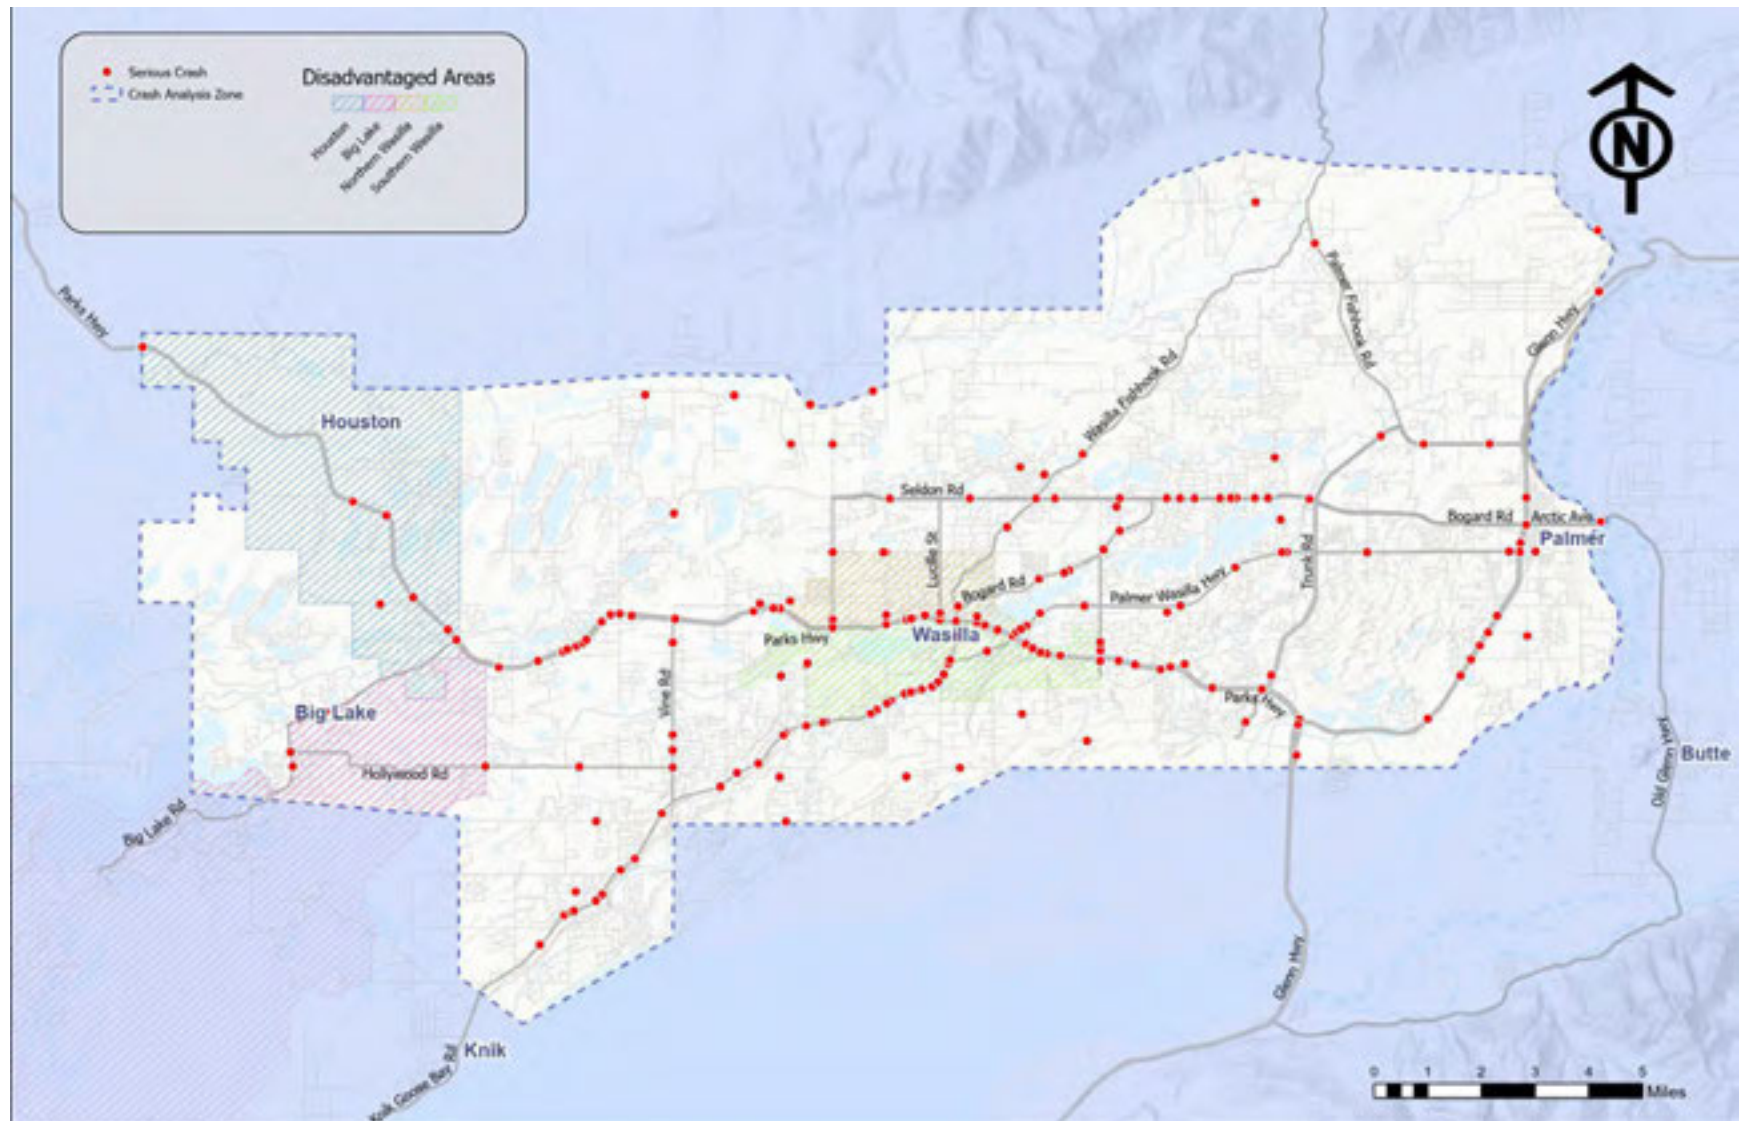 Serious Crash
Crash Analysis Zone
Disadvantaged Areas
Houston
Big Lake
Northern Wasilla
Southern Wasilla
N
Parks Hwy
Houston
Palmer Fishhook Rd
Glenn Hwy
Wasilla Fishhook Rd
Seldon Rd
Lucille St
Bogard Rd
Arctic Ave
Palmer
Trunk Rd
Bogard Rd
Palmer Wasilla Hwy
Parks Hwy
Wasilla
Vine Rd
Parks Hwy
Big Lake
Hollywood Rd
Big Lake Rd
Butte
Old Glenn Hwy
Glenn Hwy
Knik
Knik Goose Bay Rd
0 1 2 3 4 5
Miles